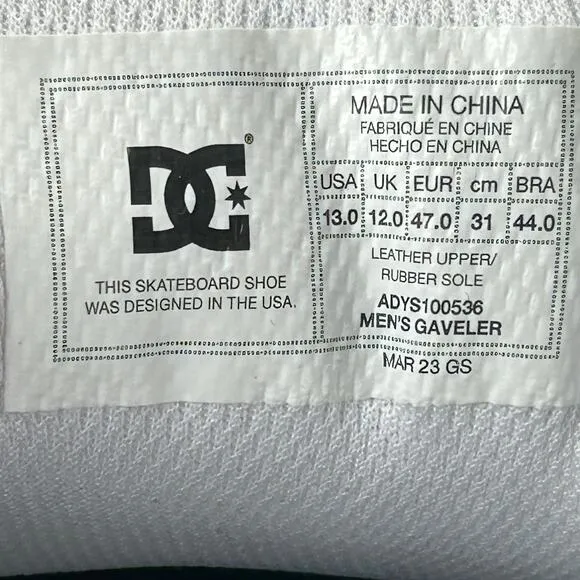 DC®
THIS SKATEBOARD SHOE
WAS DESIGNED IN THE USA.
MADE IN CHINA
FABRIQUÉ EN CHINE
HECHO EN CHINA
USA UK EUR cm BRA
13.0 12.0 47.0 31 44.0
LEATHER UPPER/
RUBBER SOLE
ADYS100536
MEN'S GAVELER
MAR 23 GS